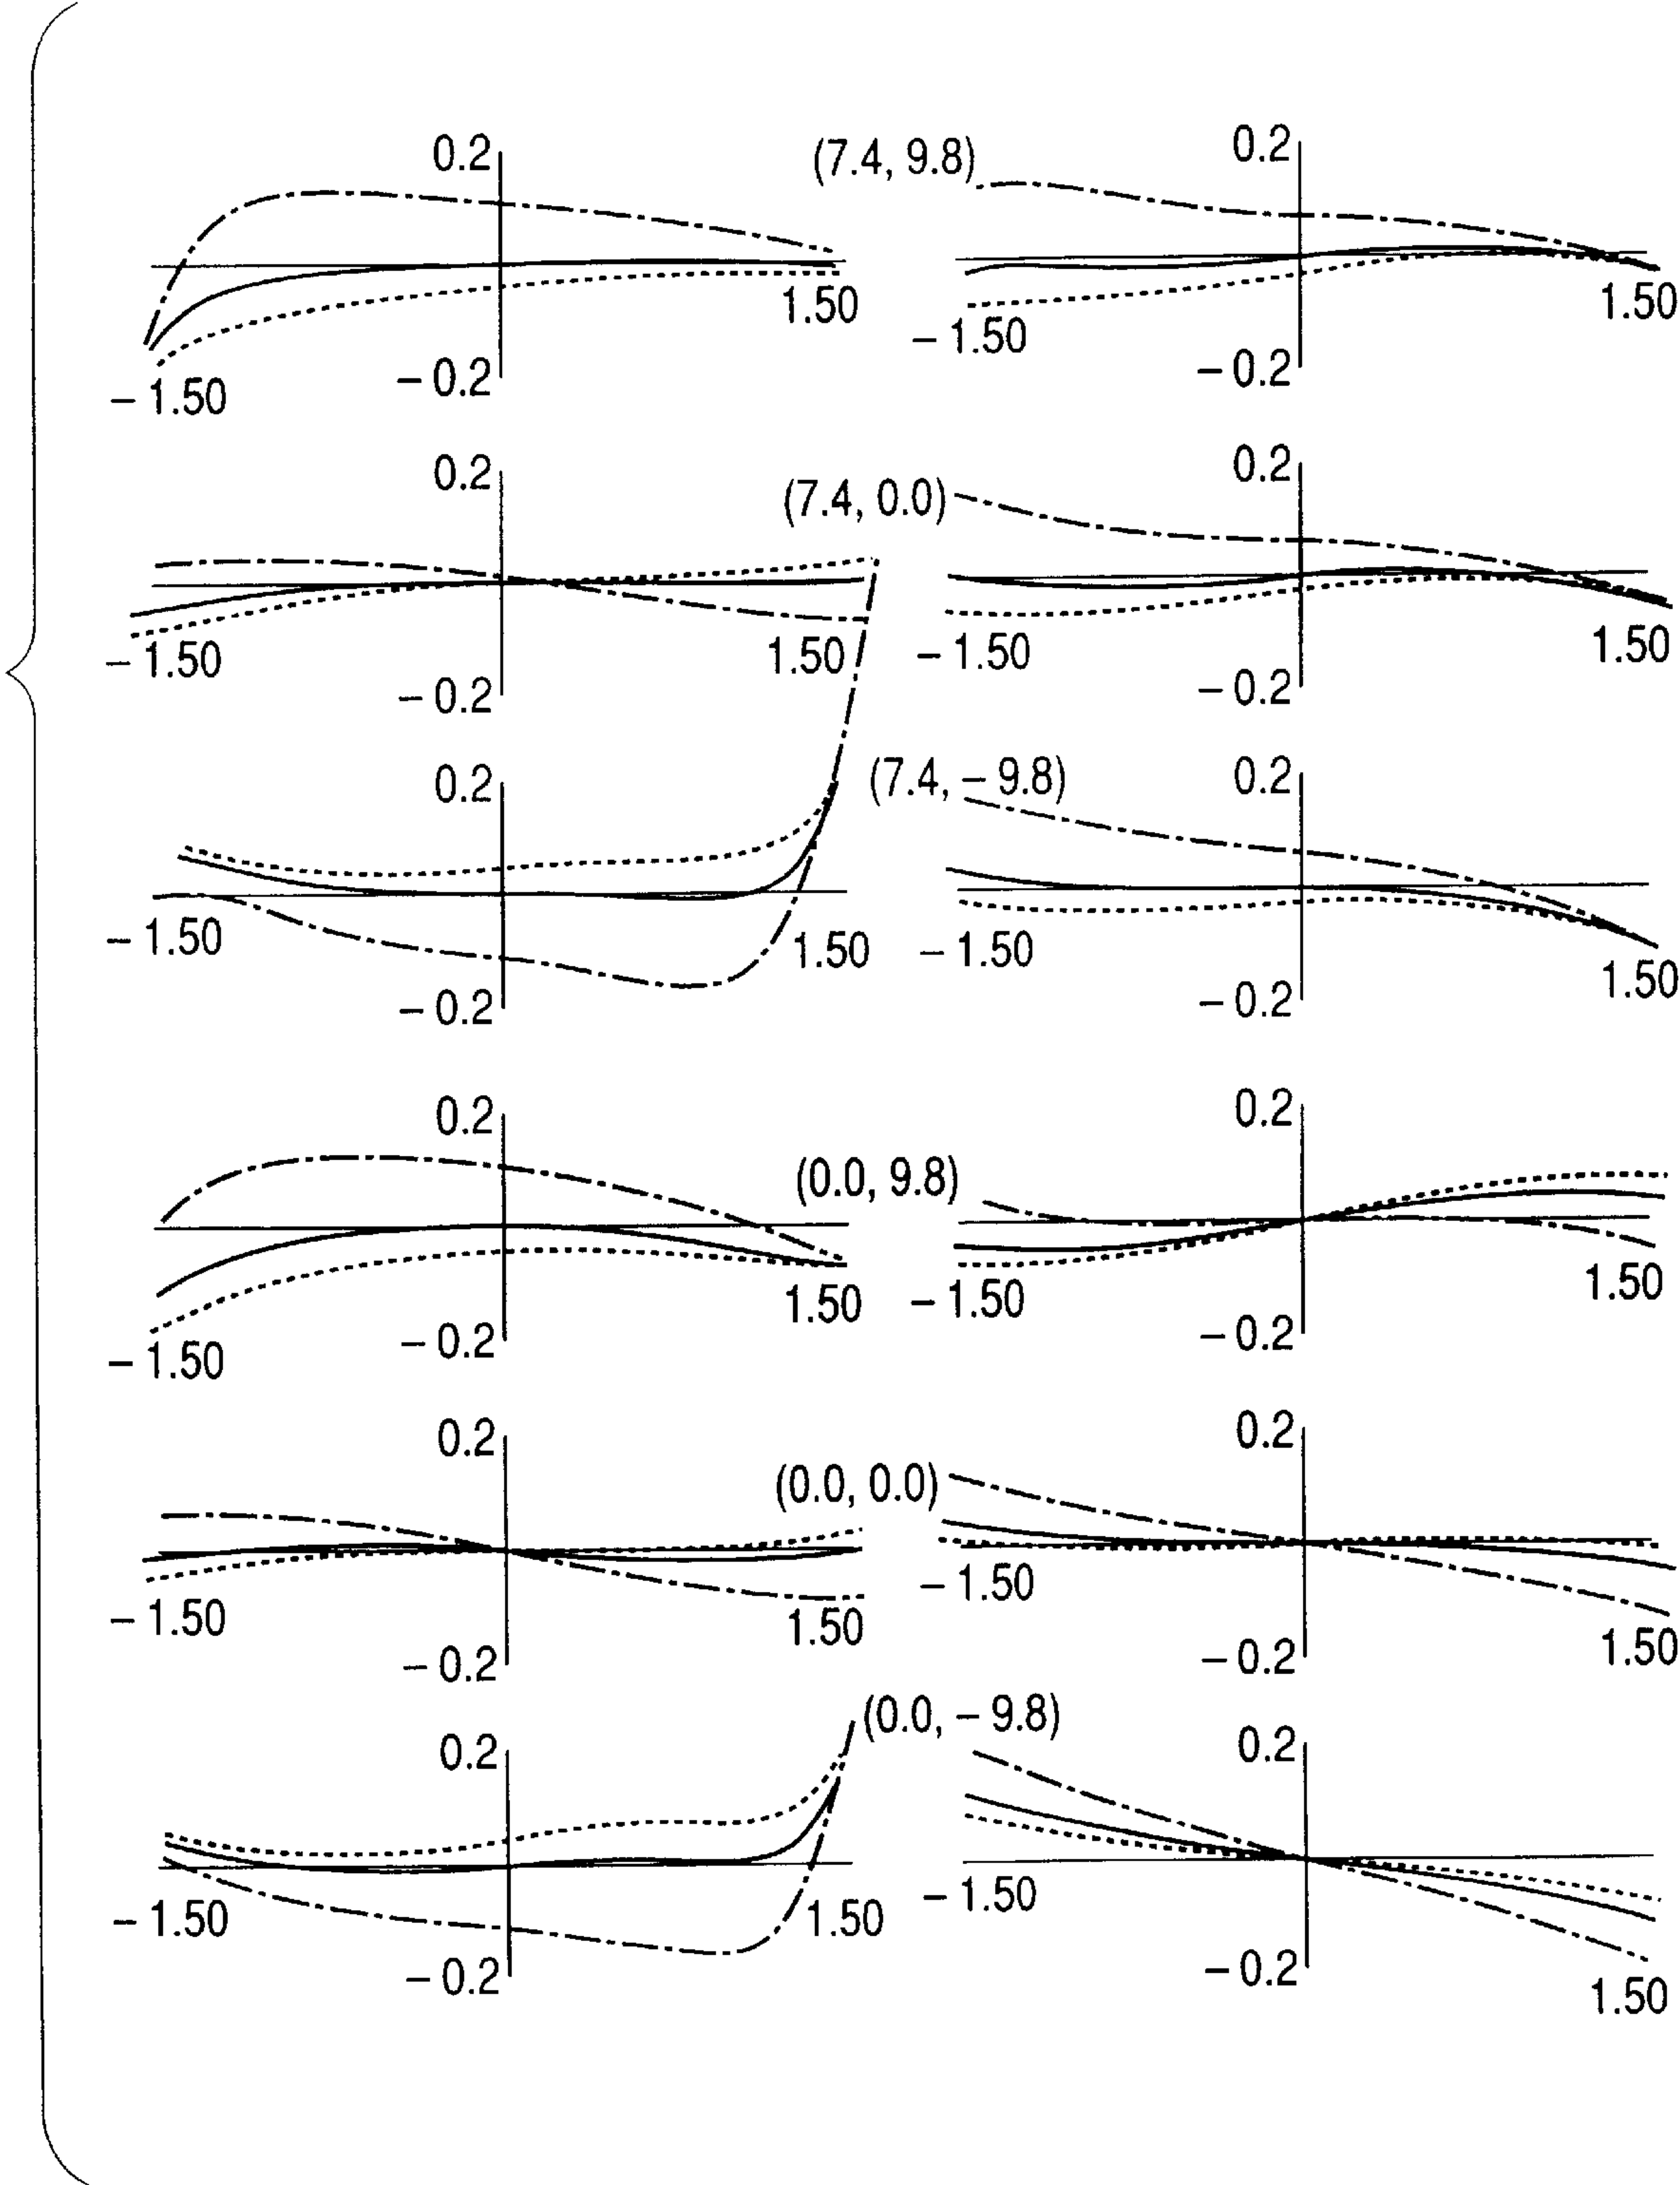 0.2 (7.4, 9.8) 0.2
1.50 1.50
– 1.50 – 0.2 – 1.50 – 0.2
0.2 (7.4, 0.0) 0.2
– 1.50 1.50 – 1.50 1.50
– 0.2 – 0.2
0.2 (7.4, – 9.8) 0.2
– 1.50 1.50 – 1.50 1.50
– 0.2 – 0.2
0.2 (0.0, 9.8) 0.2
1.50 – 1.50 1.50
– 1.50 – 0.2 – 0.2
0.2 (0.0, 0.0) 0.2
– 1.50 1.50 – 1.50 1.50
– 0.2 – 0.2
0.2 (0.0, – 9.8) 0.2
– 1.50 1.50 – 1.50 1.50
– 0.2 – 0.2